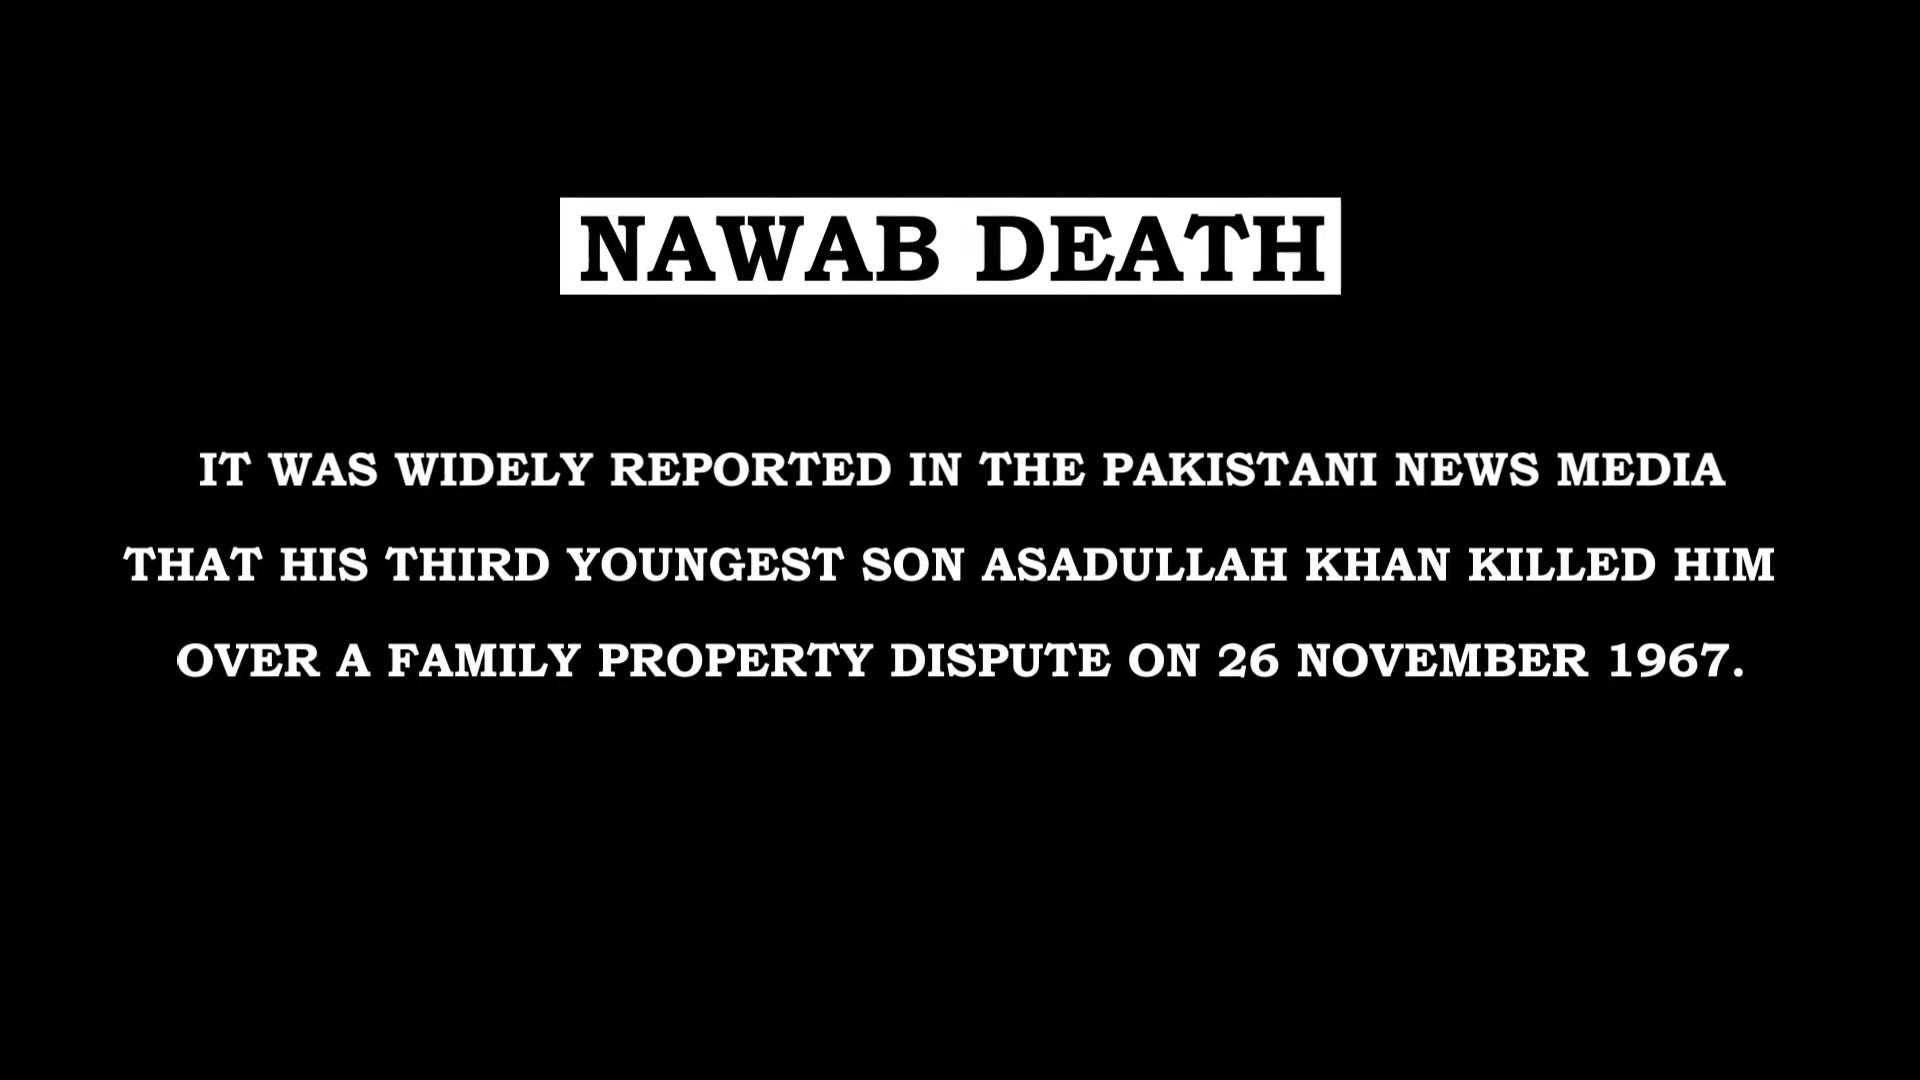 NAWAB DEATH
IT WAS WIDELY REPORTED IN THE PAKISTANI NEWS MEDIA
THAT HIS THIRD YOUNGEST SON ASADULLAH KHAN KILLED HIM
OVER A FAMILY PROPERTY DISPUTE ON 26 NOVEMBER 1967.